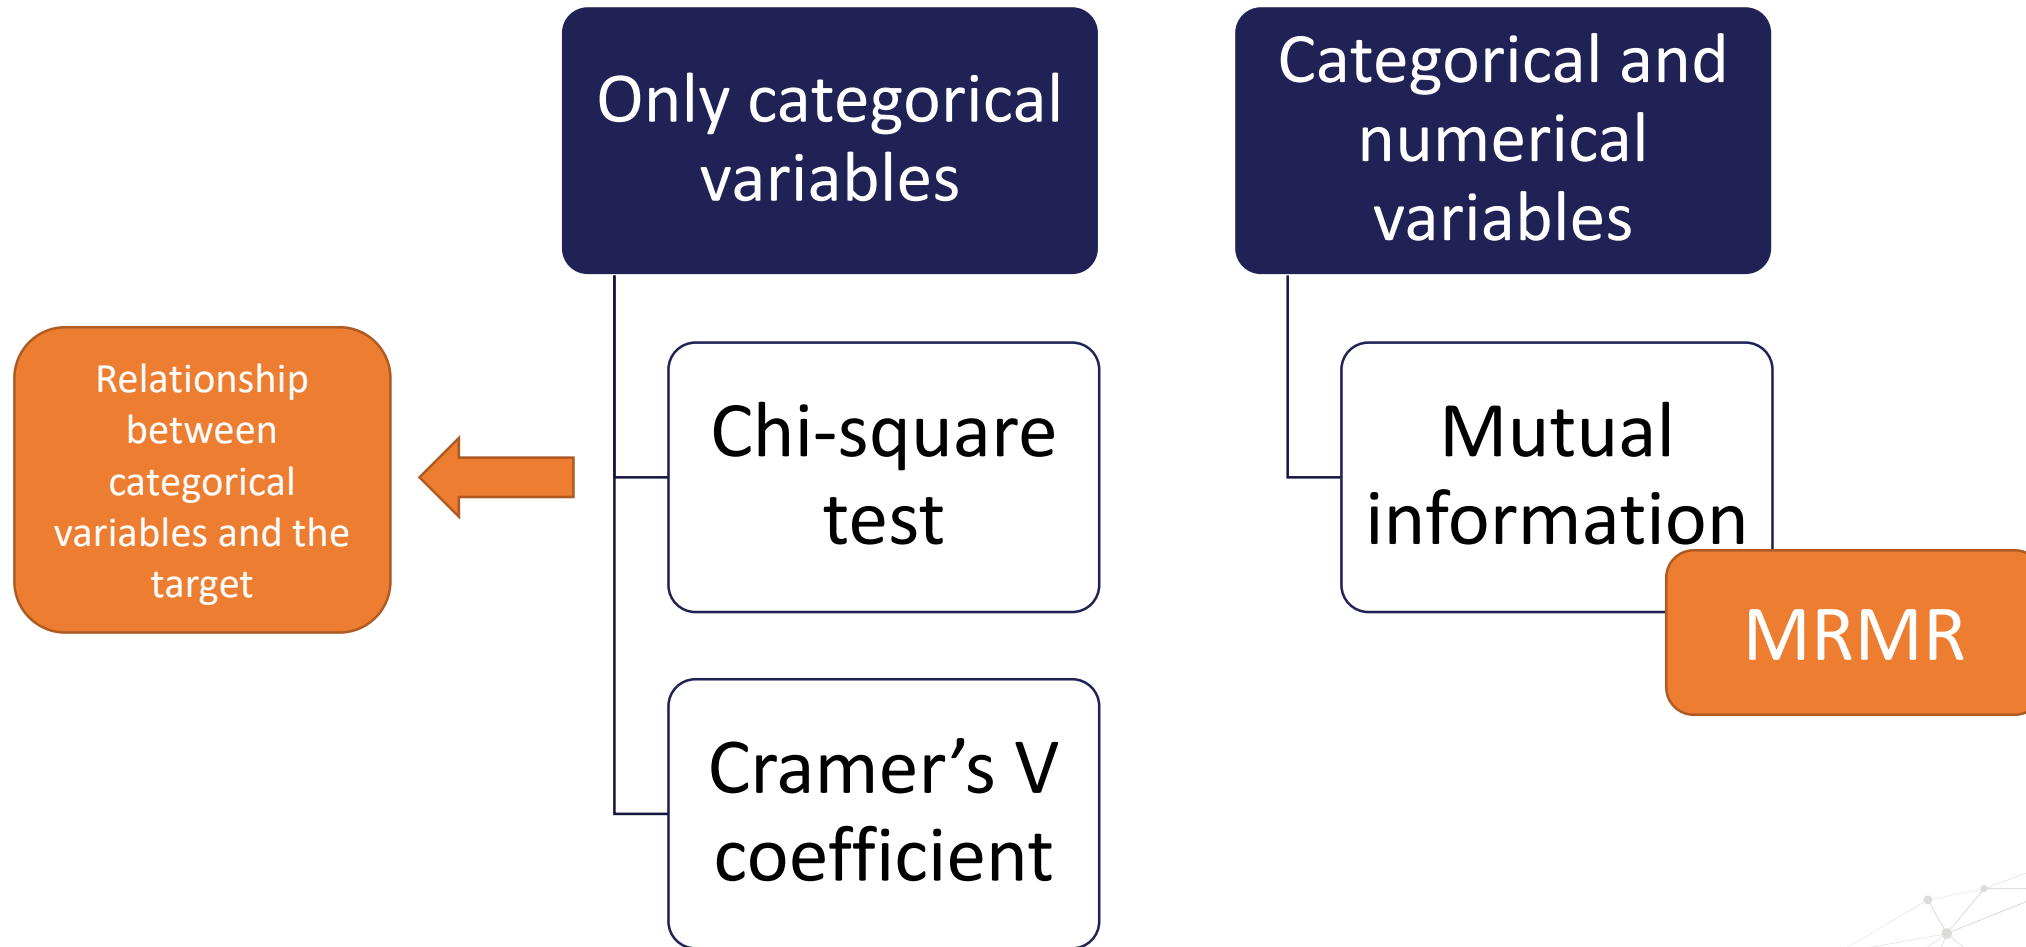 Only categorical
variables
Categorical and
numerical
variables
Relationship
between
categorical
variables and the
target
Chi-square
test
Mutual
information
MRMR
Cramer’s V
coefficient